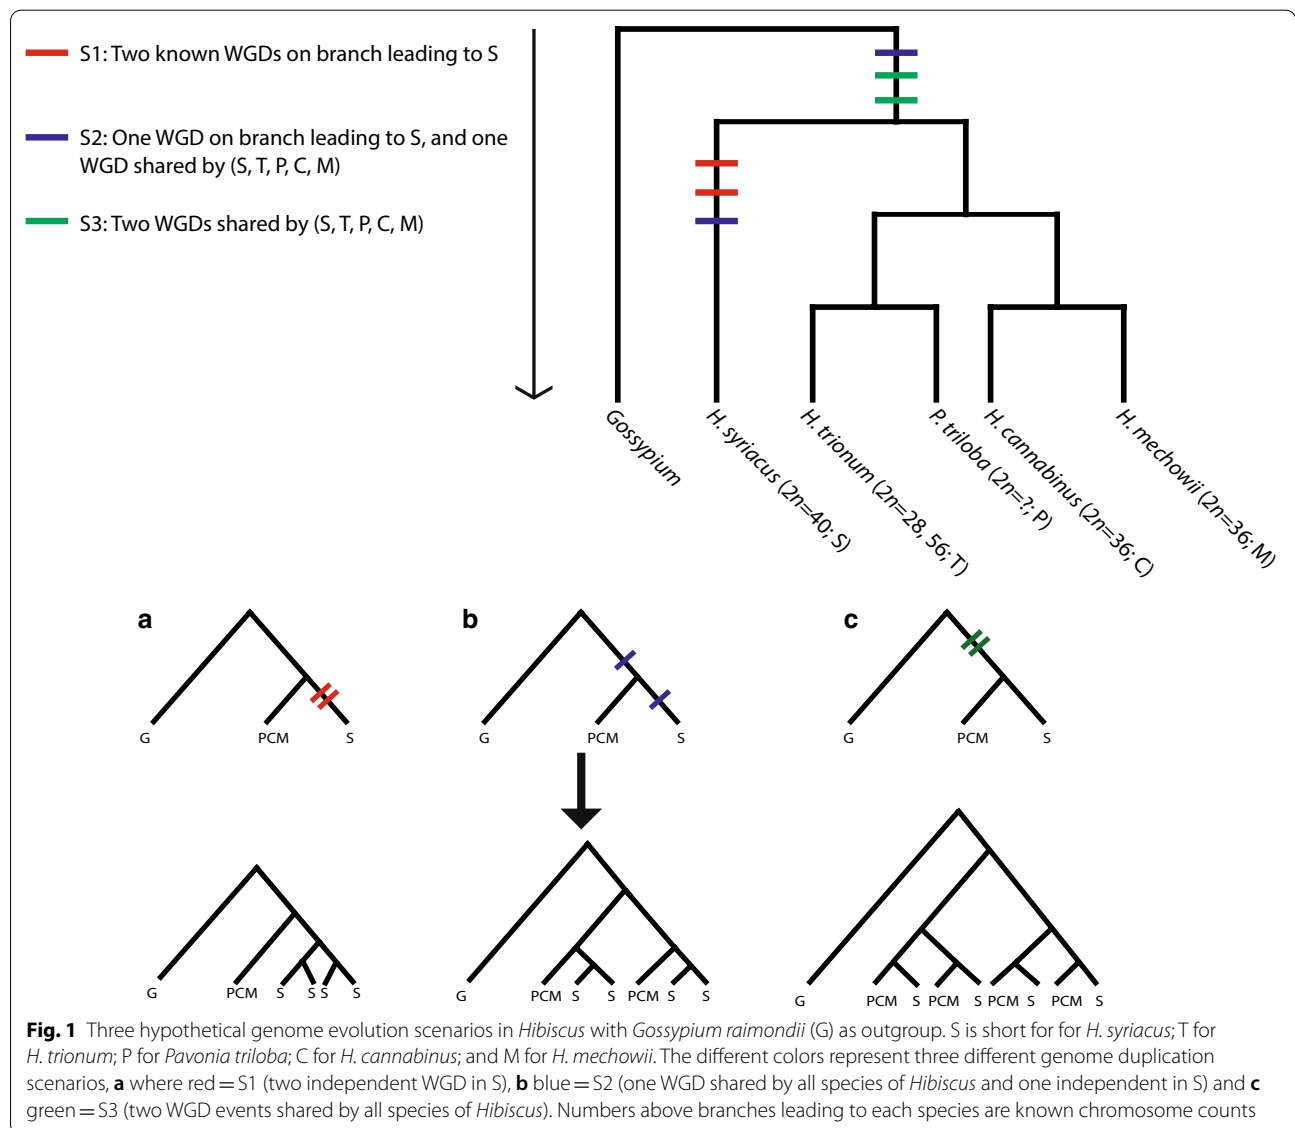 S1: Two known WGDs on branch leading to S
S2: One WGD on branch leading to S, and one
WGD shared by (S, T, P, C, M)
S3: Two WGDs shared by (S, T, P, C, M)
Gossypium
H. syriacus (2n=40; S)
H. trionum (2n=28, 56; T)
P. triloba (2n=?; P)
H. cannabinus (2n=36; C)
H. mechowii (2n=36; M)
a
b
c
G PCM S
G PCM S
G PCM S
G PCM S S S S
G PCM S S PCM S S
G PCM S PCM S PCM S PCM S
Fig. 1 Three hypothetical genome evolution scenarios in Hibiscus with Gossypium raimondii (G) as outgroup. S is short for for H. syriacus; T for
H. trionum; P for Pavonia triloba; C for H. cannabinus; and M for H. mechowii. The different colors represent three different genome duplication
scenarios, a where red = S1 (two independent WGD in S), b blue = S2 (one WGD shared by all species of Hibiscus and one independent in S) and c
green = S3 (two WGD events shared by all species of Hibiscus). Numbers above branches leading to each species are known chromosome counts